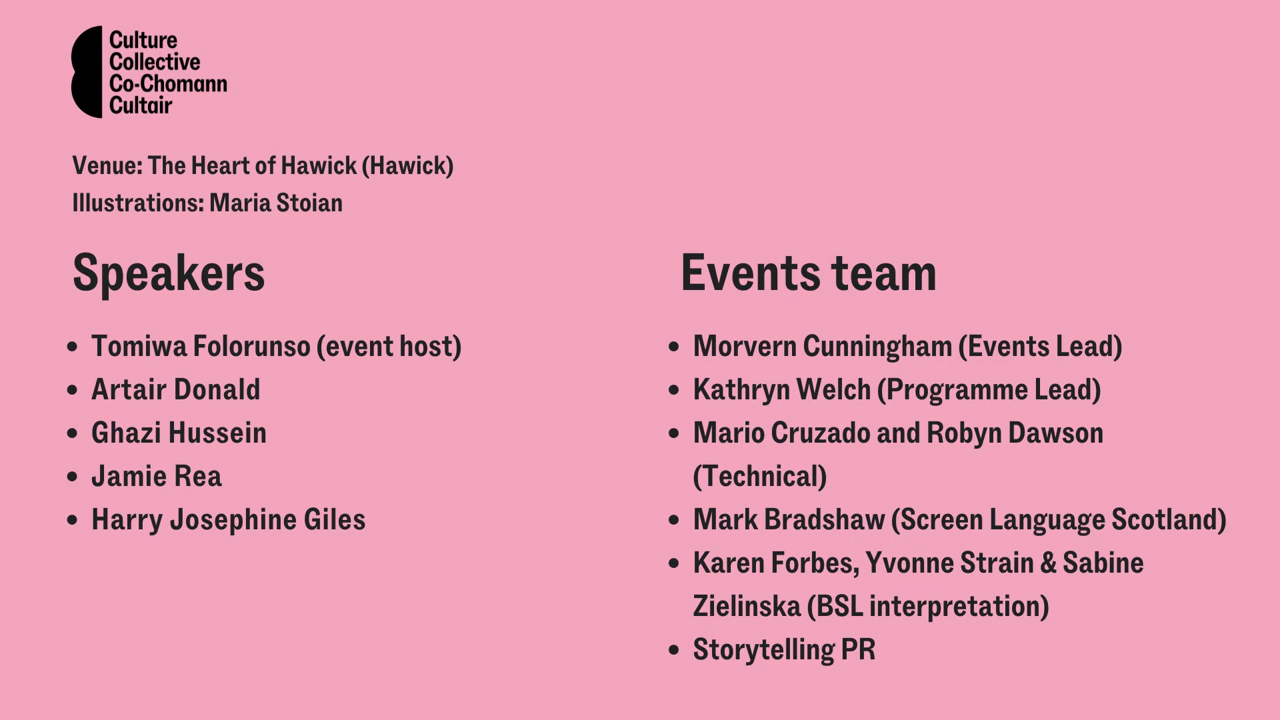 Culture
Collective
Co-Chomann
Cultair
Venue: The Heart of Hawick (Hawick)
Illustrations: Maria Stoian
Speakers
• Tomiwa Folorunso (event host)
• Artair Donald
• Ghazi Hussein
• Jamie Rea
• Harry Josephine Giles
Events team
• Morvern Cunningham (Events Lead)
• Kathryn Welch (Programme Lead)
• Mario Cruzado and Robyn Dawson
(Technical)
• Mark Bradshaw (Screen Language Scotland)
• Karen Forbes, Yvonne Strain & Sabine
Zielinska (BSL interpretation)
• Storytelling PR